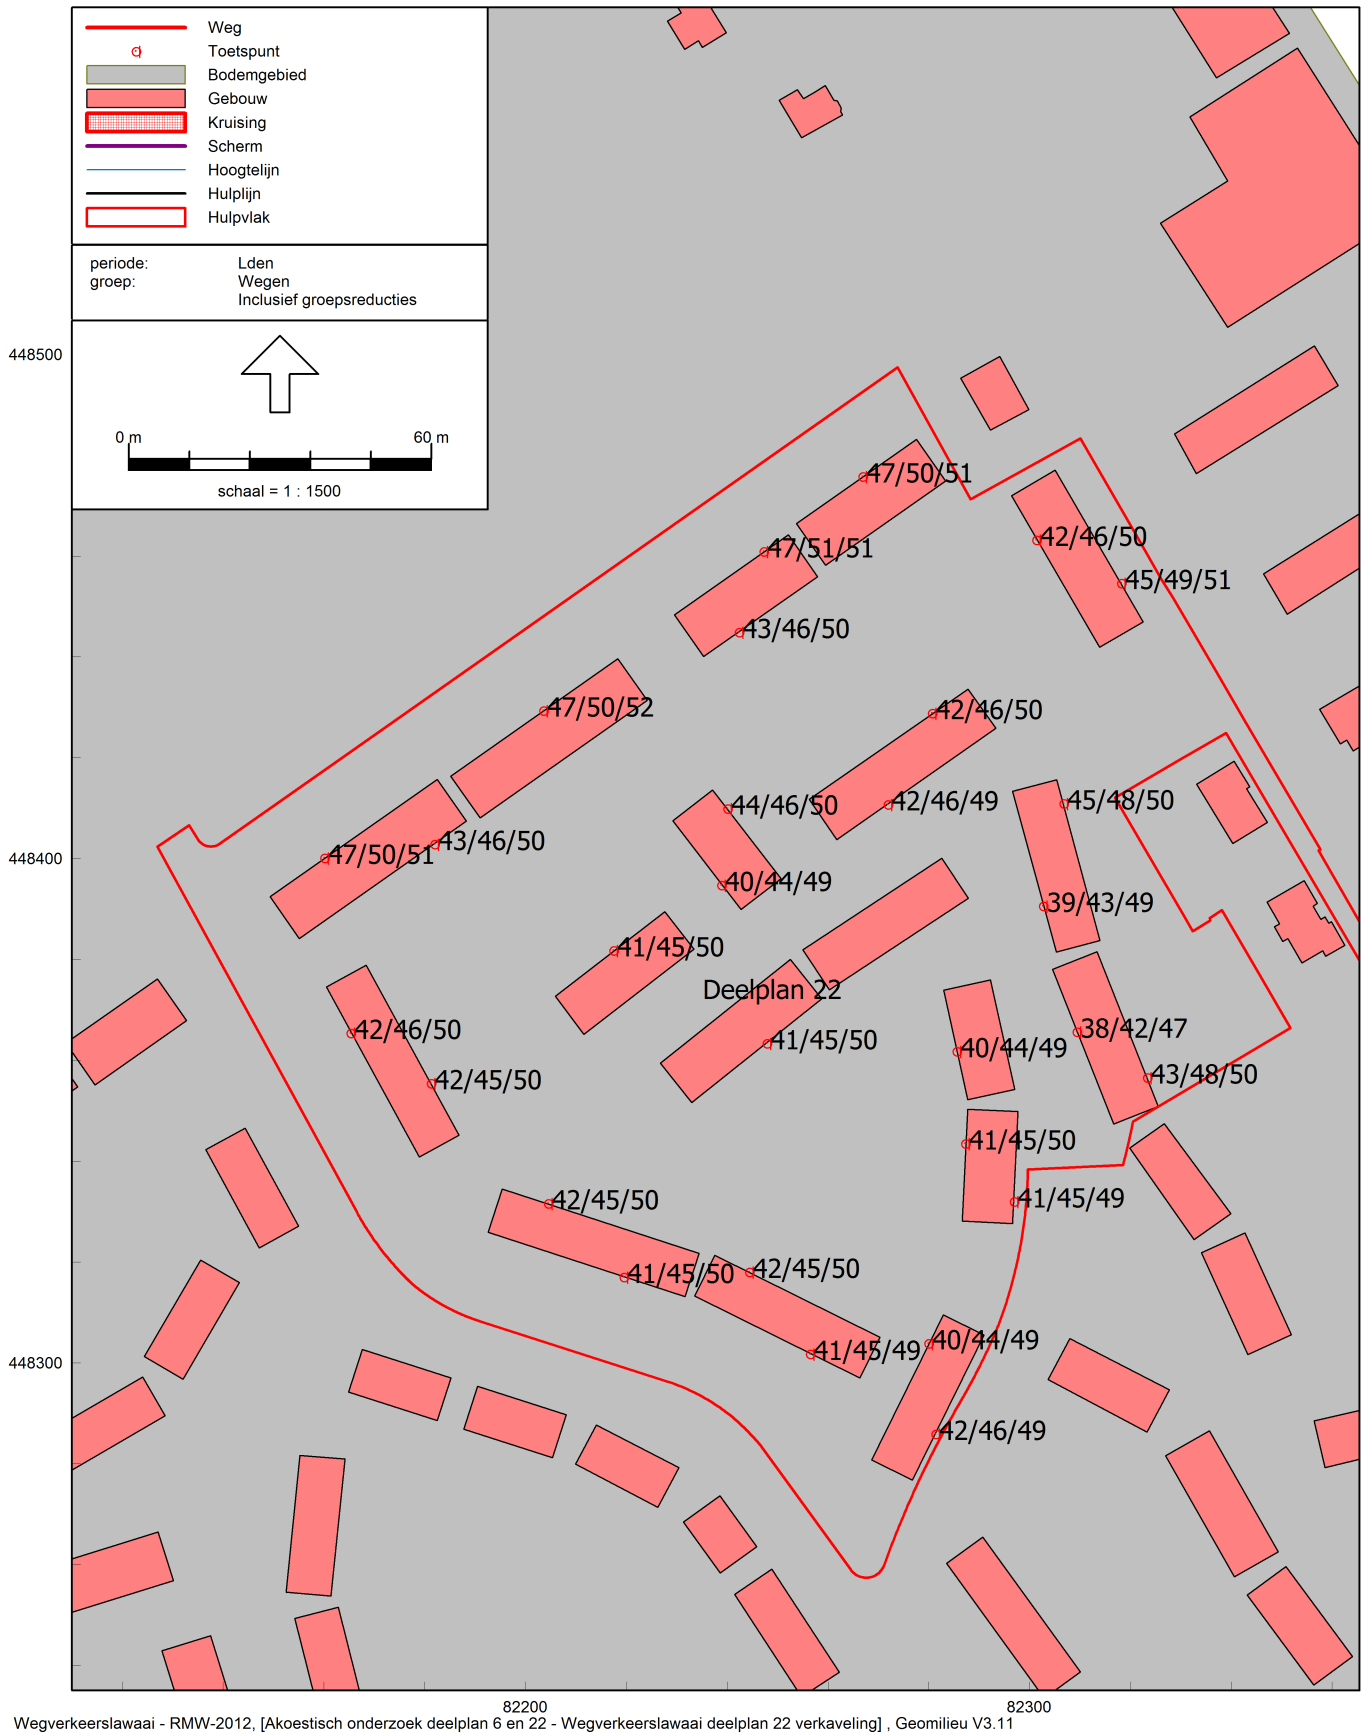 Weg
Toetspunt
Bodemgebied
Gebouw
Kruising
Scherm
Hoogtelijn
Hulplijn
Hulpvlak
periode: Lden
groep: Wegen
Inclusief groepsreducties
0 m 60 m
schaal = 1 : 1500
448500
47/50/51
42/46/50
47/51/51
45/49/51
43/46/50
47/50/52
42/46/50
44/46/50
42/46/49
45/48/50
43/46/50
47/50/51
448400
40/44/49
39/43/49
41/45/50
Deelplan 22
42/46/50
41/45/50
40/44/49
38/42/47
42/45/50
43/48/50
41/45/50
42/45/50
41/45/49
41/45/50
42/45/50
40/44/49
41/45/49
448300
42/46/49
82200
82300
Wegverkeerslawaai - RMW-2012, [Akoestisch onderzoek deelplan 6 en 22 - Wegverkeerslawaai deelplan 22 verkaveling] , Geomilieu V3.11